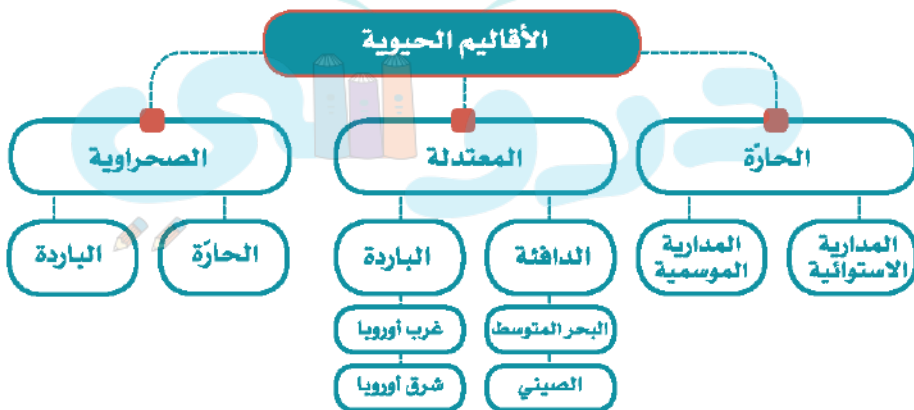 الأقاليم الحيوية
الحارّة
المعتدلة
الصحراوية
المدارية
الاستوائية
المدارية
الموسمية
الدافئة
الباردة
الحارّة
الباردة
البحر المتوسط
غرب أوروبا
الصيني
شرق أوروبا
دروسي